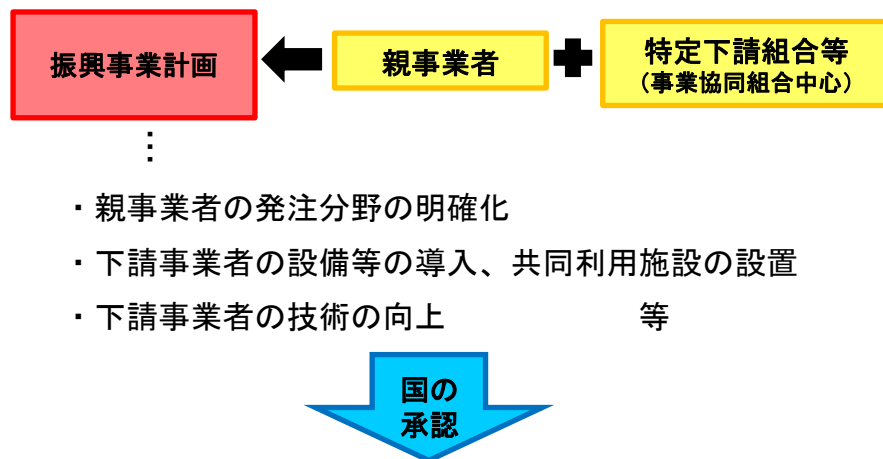 振興事業計画
親事業者
特定下請組合等
(事業協同組合中心)
・親事業者の発注分野の明確化
・下請事業者の設備等の導入、共同利用施設の設置
・下請事業者の技術の向上　　　　　　等
国の
承認